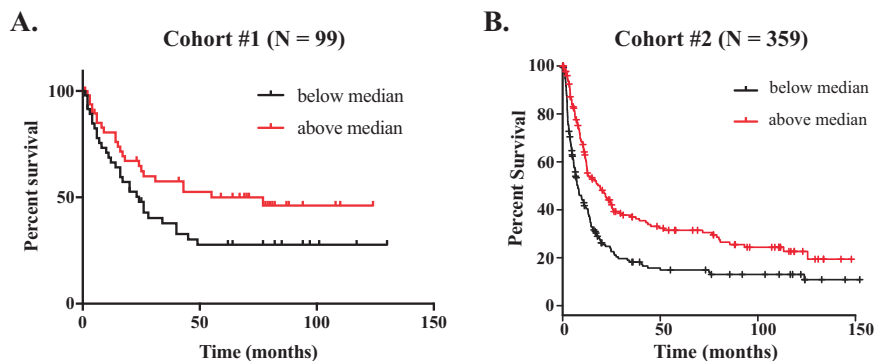 A.
Cohort #1 (N = 99)
100
50
0
Percent survival
below median
above median
0
50
100
150
Time (months)
B.
Cohort #2 (N = 359)
100
80
60
40
20
0
Percent Survival
below median
above median
0
50
100
150
Time (months)